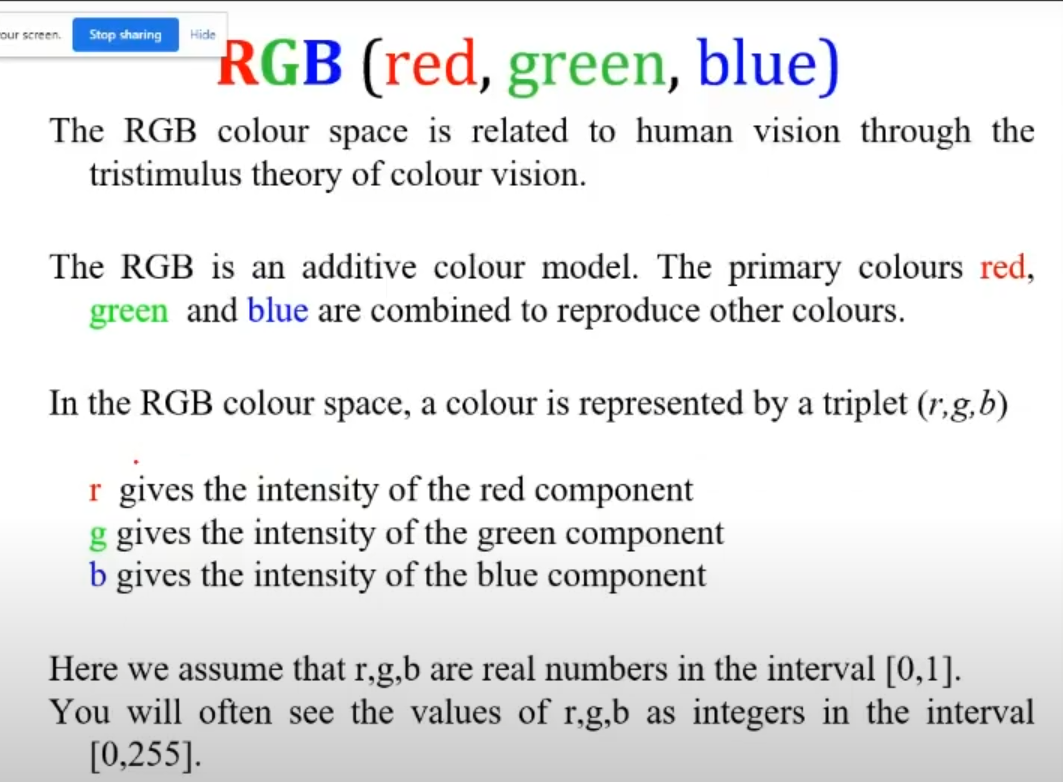 our screen. Stop sharing Hide
RGB (red, green, blue)
The RGB colour space is related to human vision through the
tristimulus theory of colour vision.
The RGB is an additive colour model. The primary colours red,
green and blue are combined to reproduce other colours.
In the RGB colour space, a colour is represented by a triplet (r,g,b)
r gives the intensity of the red component
g gives the intensity of the green component
b gives the intensity of the blue component
Here we assume that r,g,b are real numbers in the interval [0,1].
You will often see the values of r,g,b as integers in the interval
[0,255].